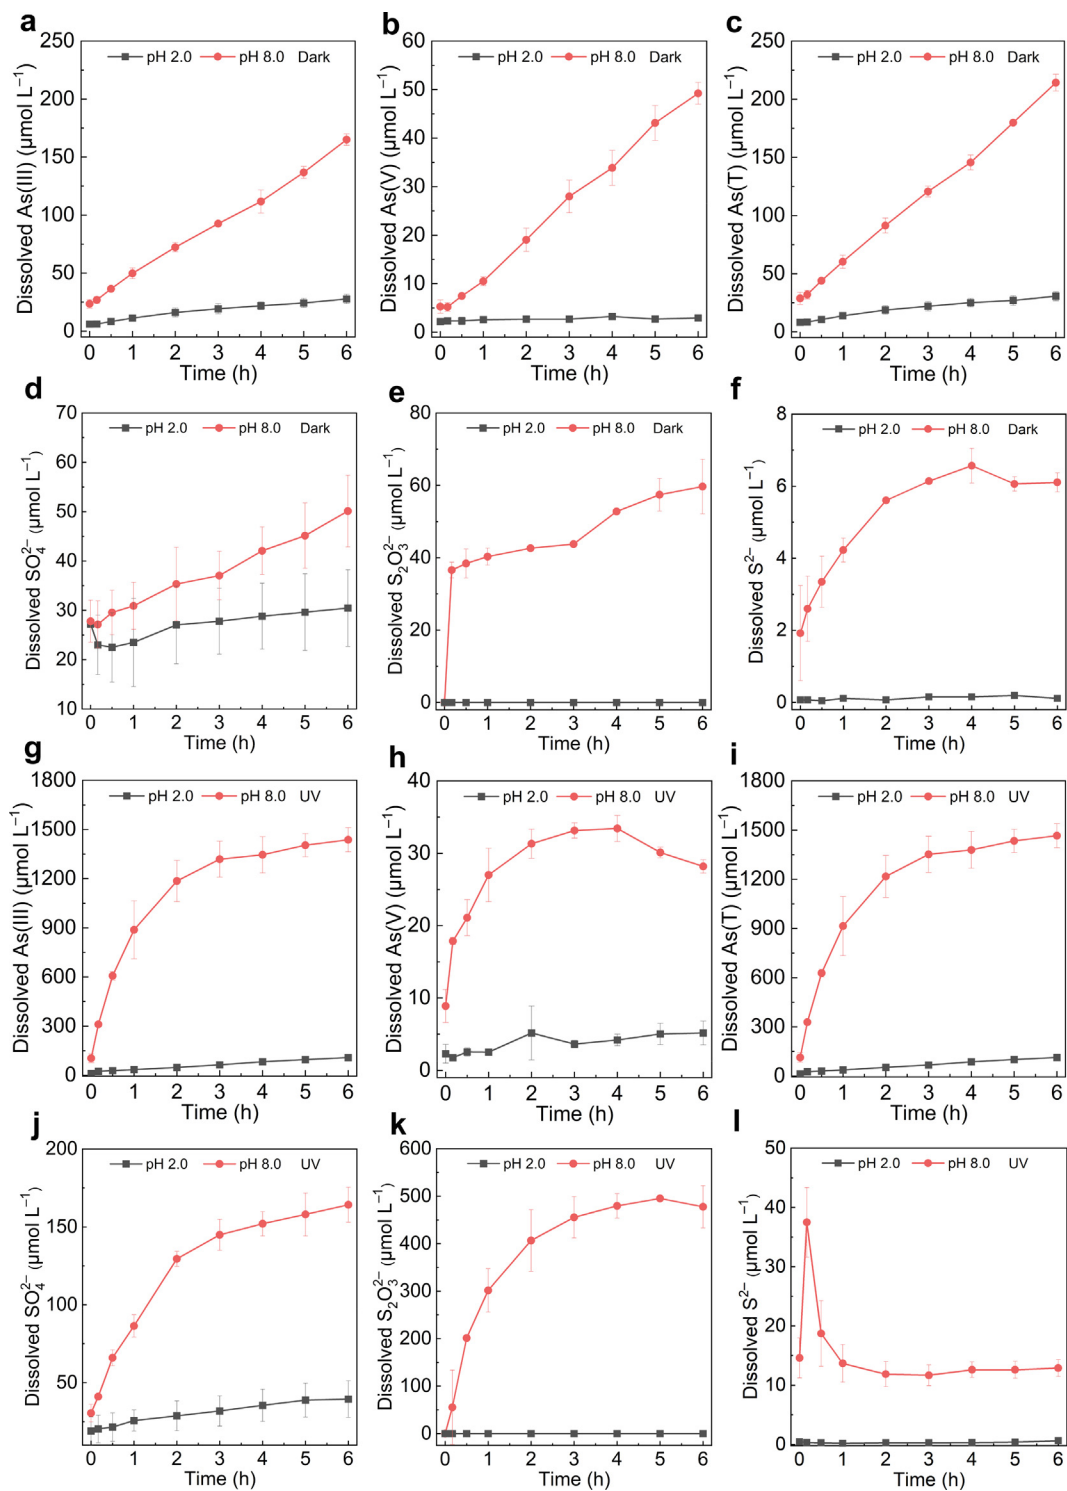 a
pH 2.0 pH 8.0 Dark
Dissolved As(III) (µmol L⁻¹)
250
200
150
100
50
0
0 1 2 3 4 5 6
Time (h)
b
pH 2.0 pH 8.0 Dark
Dissolved As(V) (µmol L⁻¹)
60
50
40
30
20
10
0
0 1 2 3 4 5 6
Time (h)
c
pH 2.0 pH 8.0 Dark
Dissolved As(T) (µmol L⁻¹)
250
200
150
100
50
0
0 1 2 3 4 5 6
Time (h)
d
pH 2.0 pH 8.0 Dark
Dissolved SO₄²⁻ (µmol L⁻¹)
70
60
50
40
30
20
10
0 1 2 3 4 5 6
Time (h)
e
pH 2.0 pH 8.0 Dark
Dissolved S₂O₃²⁻ (µmol L⁻¹)
80
60
40
20
0
0 1 2 3 4 5 6
Time (h)
f
pH 2.0 pH 8.0 Dark
Dissolved S²⁻ (µmol L⁻¹)
8
6
4
2
0
0 1 2 3 4 5 6
Time (h)
g
pH 2.0 pH 8.0 UV
Dissolved As(III) (µmol L⁻¹)
1800
1500
1200
900
600
300
0
0 1 2 3 4 5 6
Time (h)
h
pH 2.0 pH 8.0 UV
Dissolved As(V) (µmol L⁻¹)
40
30
20
10
0
0 1 2 3 4 5 6
Time (h)
i
pH 2.0 pH 8.0 UV
Dissolved As(T) (µmol L⁻¹)
1800
1500
1200
900
600
300
0
0 1 2 3 4 5 6
Time (h)
j
pH 2.0 pH 8.0 UV
Dissolved SO₄²⁻ (µmol L⁻¹)
200
150
100
50
0 1 2 3 4 5 6
Time (h)
k
pH 2.0 pH 8.0 UV
Dissolved S₂O₃²⁻ (µmol L⁻¹)
600
500
400
300
200
100
0
0 1 2 3 4 5 6
Time (h)
l
pH 2.0 pH 8.0 UV
Dissolved S²⁻ (µmol L⁻¹)
50
40
30
20
10
0
0 1 2 3 4 5 6
Time (h)